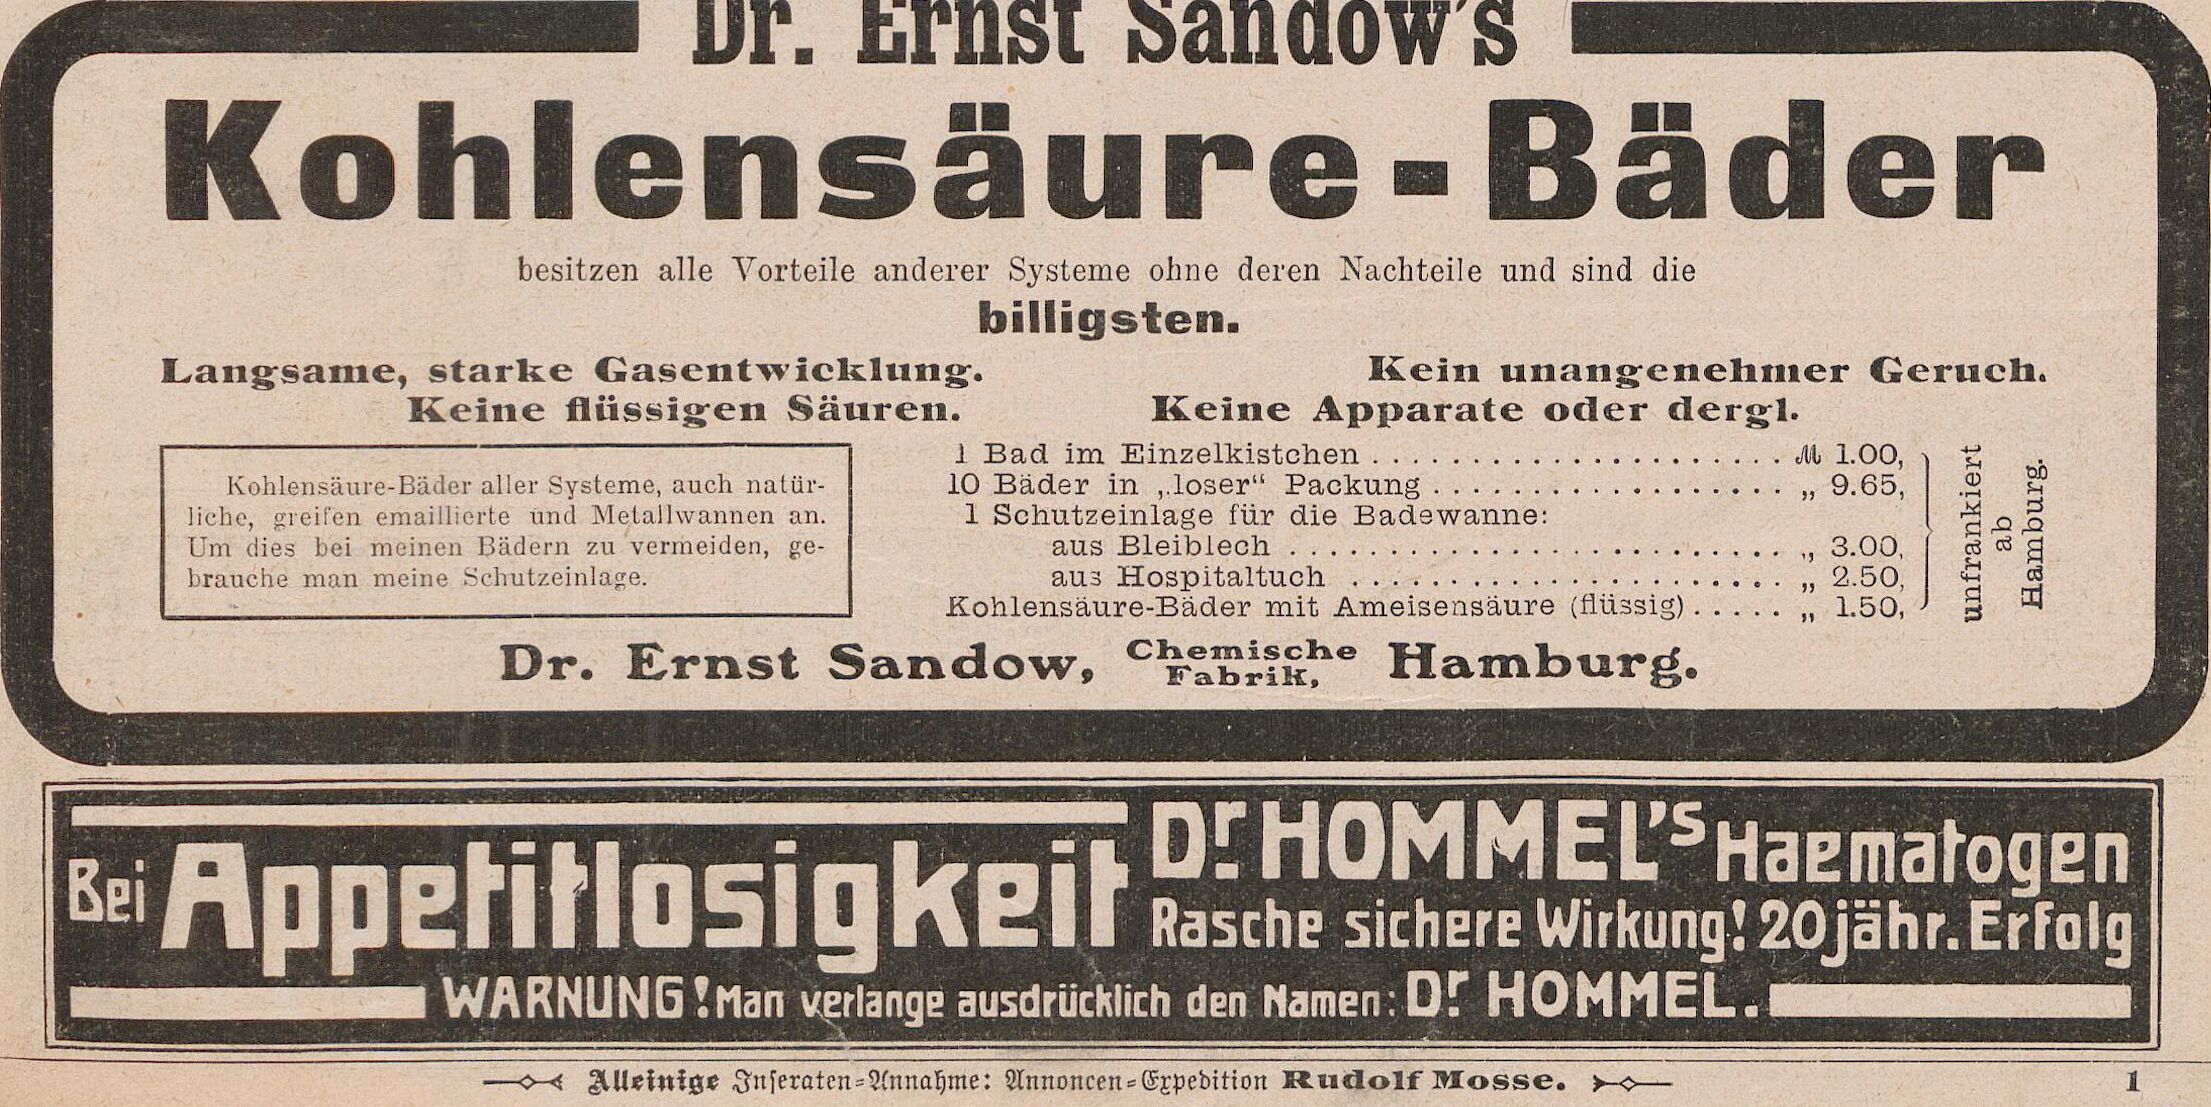 Dr. Ernst Sandow's
Kohlensäure-Bäder
besitzen alle Vorteile anderer Systeme ohne deren Nachteile und sind die
billigsten.
Langsame, starke Gasentwicklung. Kein unangenehmer Geruch.
Keine flüssigen Säuren. Keine Apparate oder dergl.
Kohlensäure-Bäder aller Systeme, auch natür-
liche, greifen emaillierte und Metallwannen an.
Um dies bei meinen Bädern zu vermeiden, ge-
brauche man meine Schutzeinlage.
1 Bad im Einzelkistchen . . . . . . . . . . . . . . . . . . . . . . . ℳ 1.00,
10 Bäder in „loser“ Packung . . . . . . . . . . . . . . . . . . „ 9.65,
1 Schutzeinlage für die Badewanne:
aus Bleiblech . . . . . . . . . . . . . . . . . . . . . . . . . „ 3.00,
aus Hospitaltuch . . . . . . . . . . . . . . . . . . . . . . „ 2.50,
Kohlensäure-Bäder mit Ameisensäure (flüssig) . . . . . „ 1.50,
unfrankiert
ab
Hamburg.
Dr. Ernst Sandow, Chemische Fabrik, Hamburg.
Bei Appetitlosigkeit
Dr. HOMMEL's Haematogen
Rasche sichere Wirkung! 20jähr. Erfolg
WARNUNG! Man verlange ausdrücklich den Namen: Dr. HOMMEL.
Alleinige Inseraten-Annahme: Annoncen-Expedition Rudolf Mosse. 1